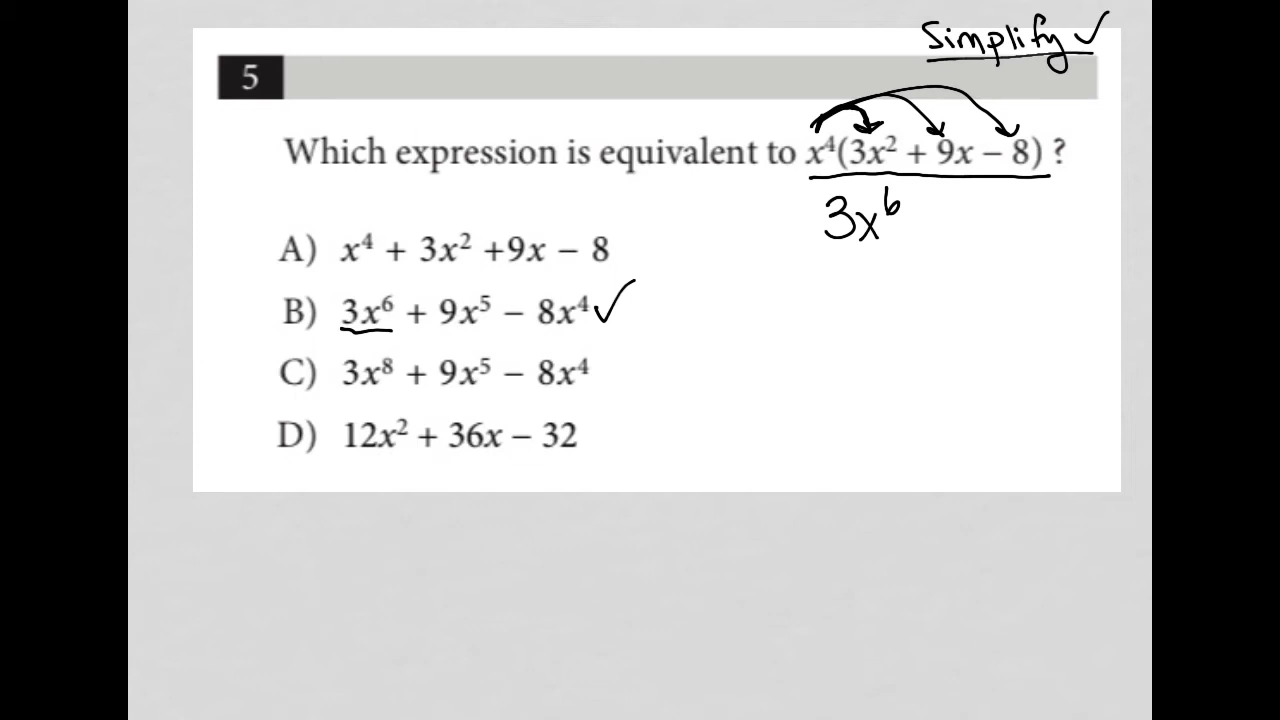 Simplify ✓
5
Which expression is equivalent to x⁴(3x² + 9x − 8) ?
3x⁶
A) x⁴ + 3x² +9x − 8
B) 3x⁶ + 9x⁵ − 8x⁴ ✓
C) 3x⁸ + 9x⁵ − 8x⁴
D) 12x² + 36x − 32